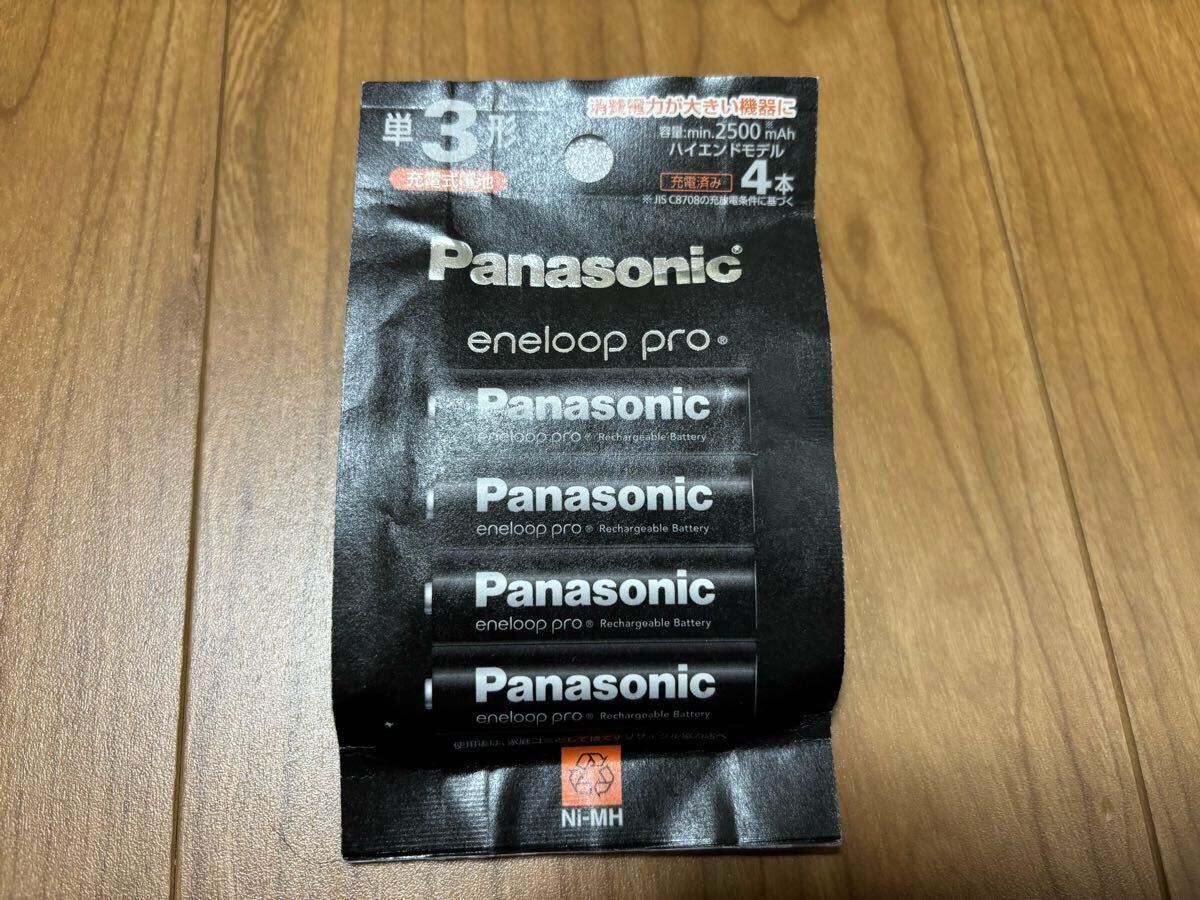 単3形
充電式電池
消費電力が大きい機器に
容量:min.2500※mAh
ハイエンドモデル
充電済み 4本
※JIS C8708の充放電条件に基づく
Panasonic®
eneloop pro®
Panasonic
eneloop pro® Rechargeable Battery
Panasonic
eneloop pro® Rechargeable Battery
Panasonic
eneloop pro® Rechargeable Battery
Panasonic
eneloop pro® Rechargeable Battery
Ni-MH